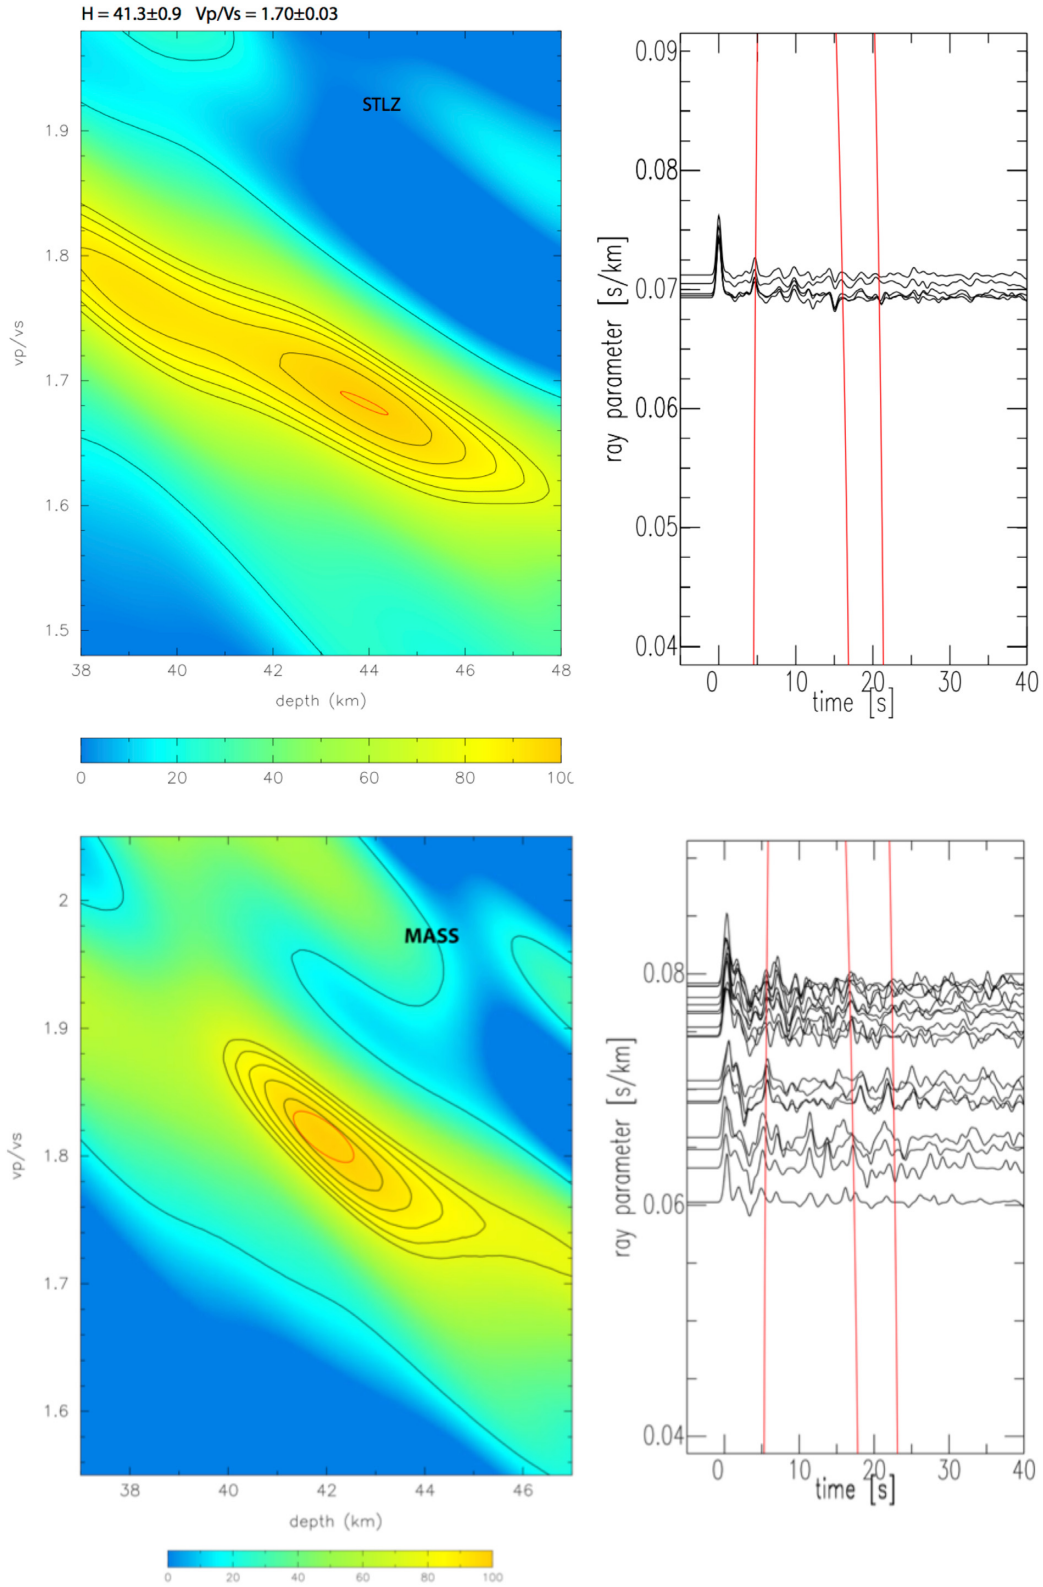 H = 41.3±0.9 Vp/Vs = 1.70±0.03
STLZ
1.9
1.8
1.7
1.6
1.5
vp/vs
38 40 42 44 46 48
depth (km)
0 20 40 60 80 100
0.09
0.08
0.07
0.06
0.05
0.04
ray parameter [s/km]
0 10 20 30 40
time [s]
MASS
2
1.9
1.8
1.7
1.6
vp/vs
38 40 42 44 46
depth (km)
0 20 40 60 80 100
0.08
0.06
0.04
ray parameter [s/km]
0 10 20 30 40
time [s]